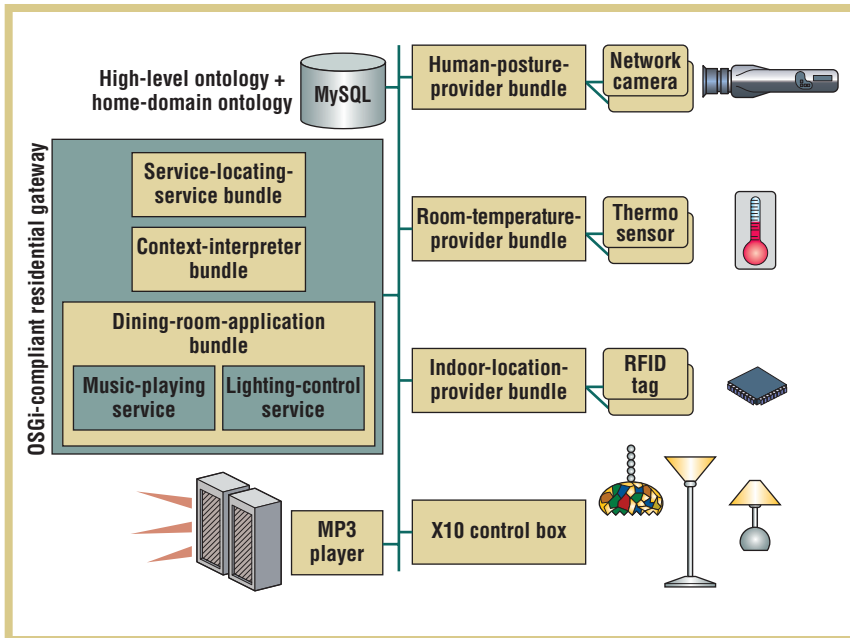 High-level ontology +
home-domain ontology
MySQL
Human-posture-
provider bundle
Network
camera
OSGi-compliant residential gateway
Service-locating-
service bundle
Context-interpreter
bundle
Dining-room-application
bundle
Music-playing
service
Lighting-control
service
Room-temperature-
provider bundle
Thermo
sensor
Indoor-location-
provider bundle
RFID
tag
MP3
player
X10 control box